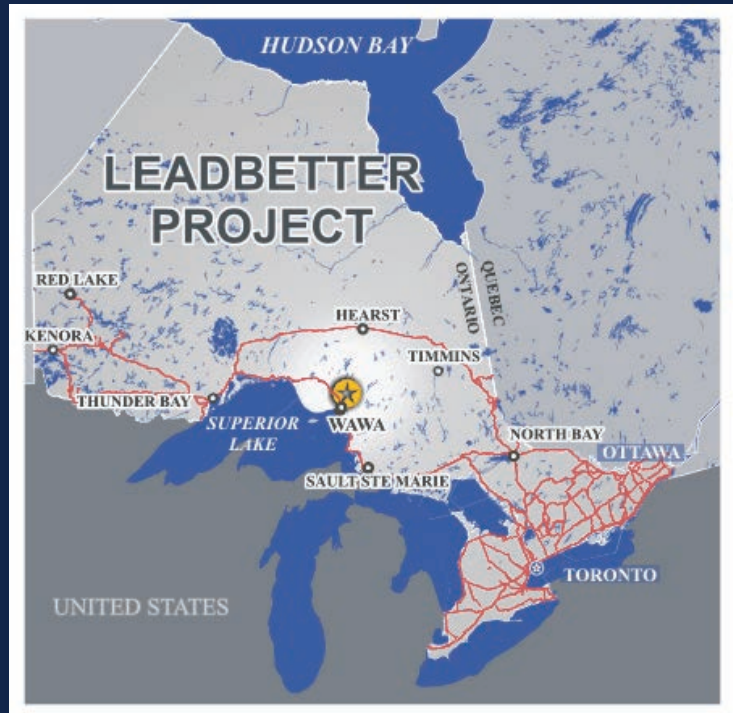 HUDSON BAY
LEADBETTER
PROJECT
QUEBEC
ONTARIO
RED LAKE
HEARST
KENORA
TIMMINS
THUNDER BAY
SUPERIOR
LAKE
WAWA
NORTH BAY
OTTAWA
SAULT STE MARIE
TORONTO
UNITED STATES